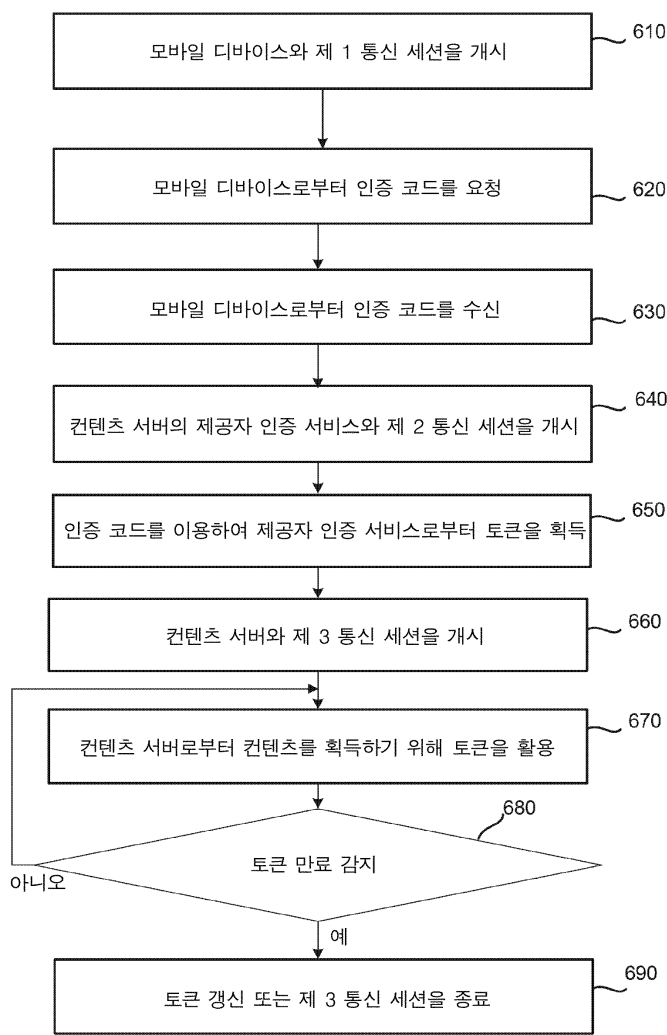 모바일 디바이스와 제 1 통신 세션을 개시
610
모바일 디바이스로부터 인증 코드를 요청
620
모바일 디바이스로부터 인증 코드를 수신
630
컨텐츠 서버의 제공자 인증 서비스와 제 2 통신 세션을 개시
640
인증 코드를 이용하여 제공자 인증 서비스로부터 토큰을 획득
650
컨텐츠 서버와 제 3 통신 세션을 개시
660
컨텐츠 서버로부터 컨텐츠를 획득하기 위해 토큰을 활용
670
토큰 만료 감지
680
아니오
예
토큰 갱신 또는 제 3 통신 세션을 종료
690